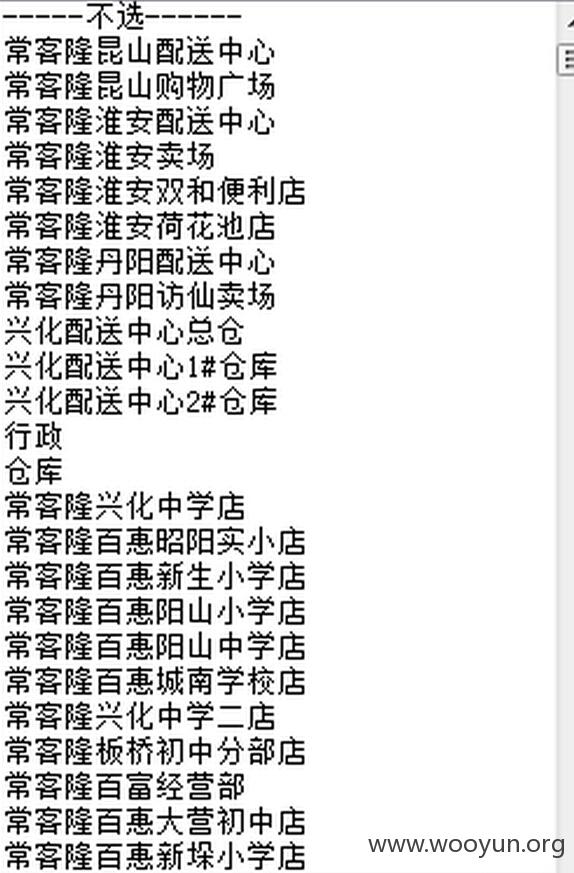 -----不选------
常客隆昆山配送中心
常客隆昆山购物广场
常客隆淮安配送中心
常客隆淮安卖场
常客隆淮安双和便利店
常客隆淮安荷花池店
常客隆丹阳配送中心
常客隆丹阳访仙卖场
兴化配送中心总仓
兴化配送中心1#仓库
兴化配送中心2#仓库
行政
仓库
常客隆兴化中学店
常客隆百惠昭阳实小店
常客隆百惠新生小学店
常客隆百惠阳山小学店
常客隆百惠阳山中学店
常客隆百惠城南学校店
常客隆兴化中学二店
常客隆板桥初中分部店
常客隆百富经营部
常客隆百惠大营初中店
常客隆百惠新垛小学店
www.wooyun.org